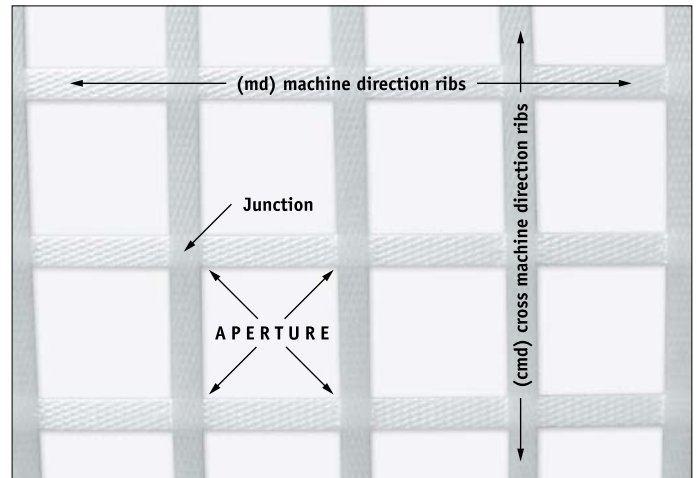 (md) machine direction ribs
(cmd) cross machine direction ribs
Junction
APERTURE